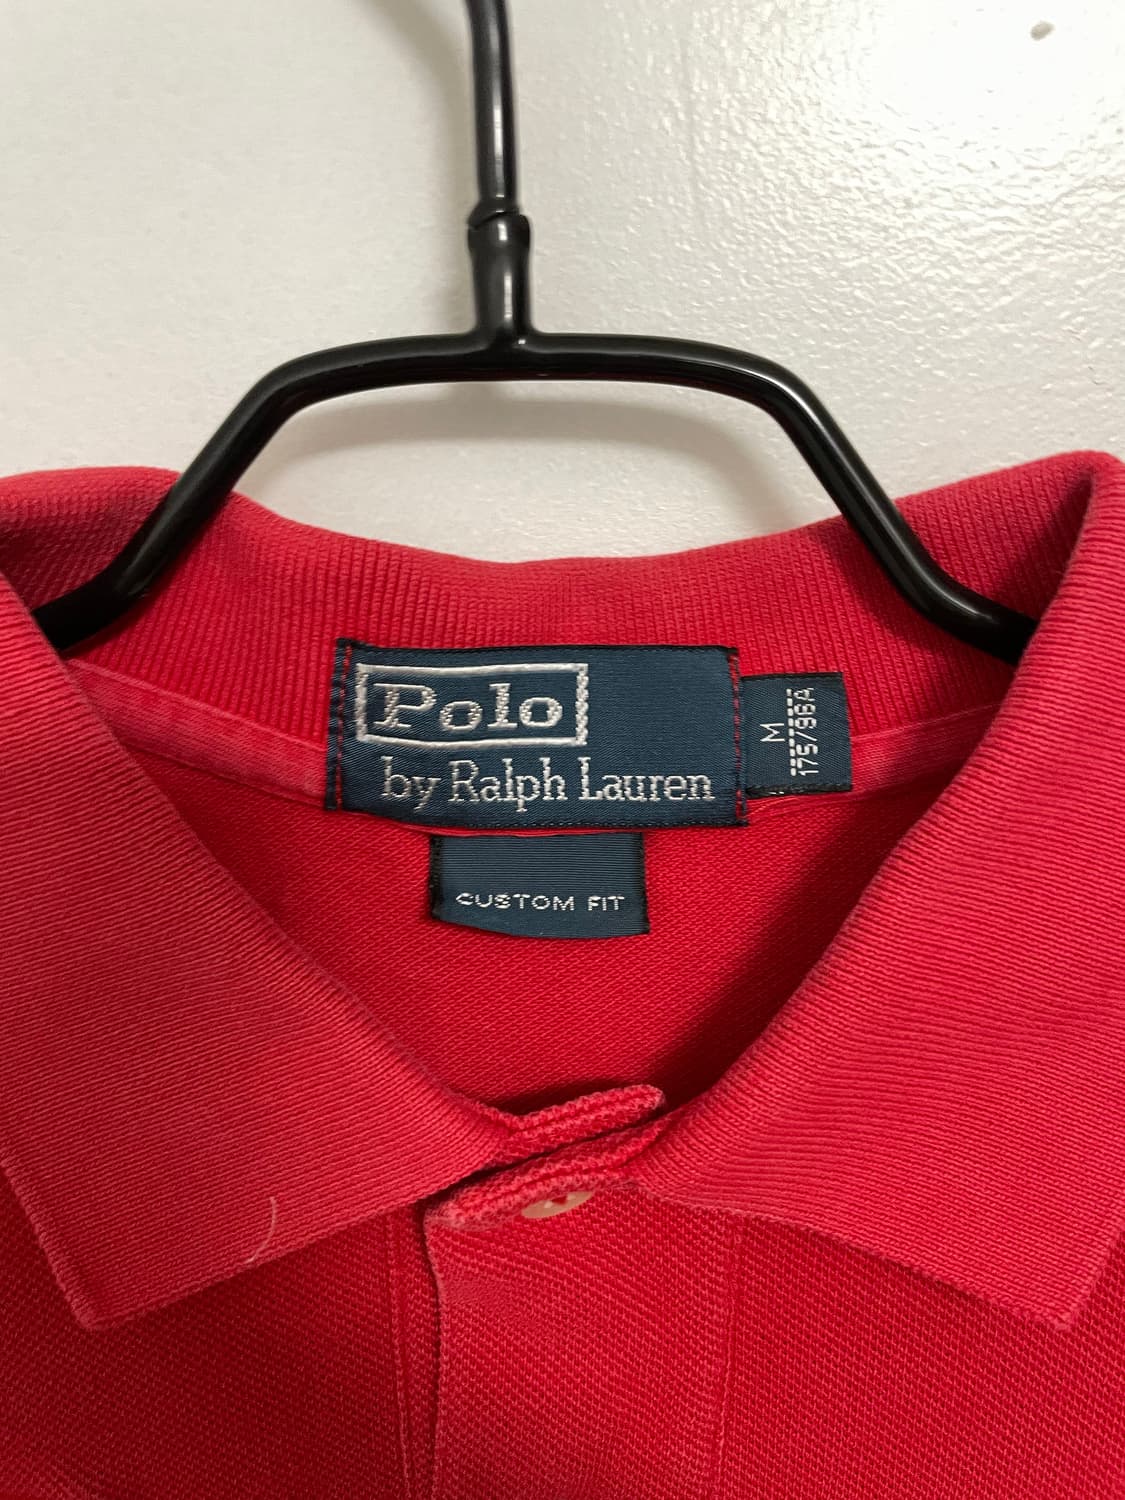 Polo
by Ralph Lauren
M
175/96A
CUSTOM FIT